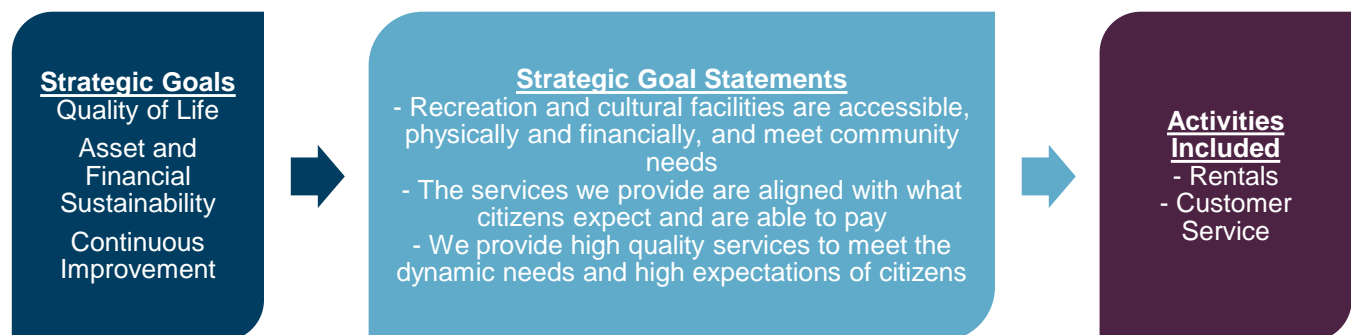 Strategic Goals
Quality of Life
Asset and
Financial
Sustainability
Continuous
Improvement
Strategic Goal Statements
- Recreation and cultural facilities are accessible,
physically and financially, and meet community
needs
- The services we provide are aligned with what
citizens expect and are able to pay
- We provide high quality services to meet the
dynamic needs and high expectations of citizens
Activities
Included
- Rentals
- Customer
Service